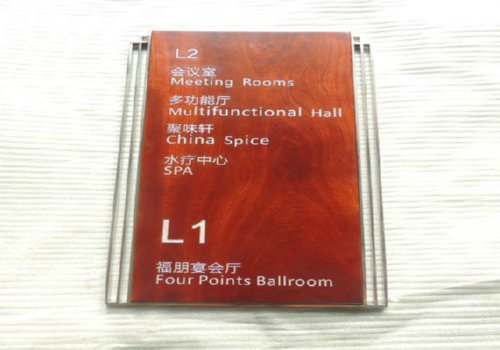 L2
会议室
Meeting Rooms
多功能厅
Multifunctional Hall
聚味轩
China Spice
水疗中心
SPA
L1
福朋宴会厅
Four Points Ballroom